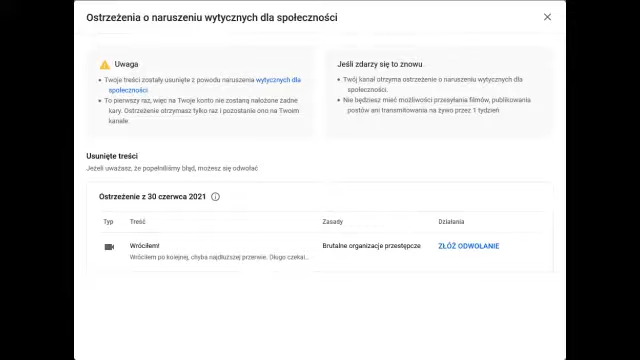 Ostrzeżenia o naruszeniu wytycznych dla społeczności
Uwaga
Twoje treści zostały usunięte z powodu naruszenia wytycznych dla
społeczności.
To pierwszy raz, więc na Twoje konto nie zostaną nałożone żadne
kary. Ostrzeżenie otrzymasz tylko raz i pozostanie ono na Twoim
kanale.
Jeśli zdarzy się to znowu
Twój kanał otrzyma ostrzeżenie o naruszeniu wytycznych dla
społeczności.
Nie będziesz mieć możliwości przesyłania filmów, publikowania
postów ani transmitowania na żywo przez 1 tydzień
Usunięte treści
Jeżeli uważasz, że popełniliśmy błąd, możesz się odwołać
Ostrzeżenie z 30 czerwca 2021
Typ Treść Zasady Działania
Wróciłem! Brutalne organizacje przestępcze ZŁÓŻ ODWOŁANIE
Wróciłem po kolejnej, chyba najdłuższej przerwie. Długo czekal...